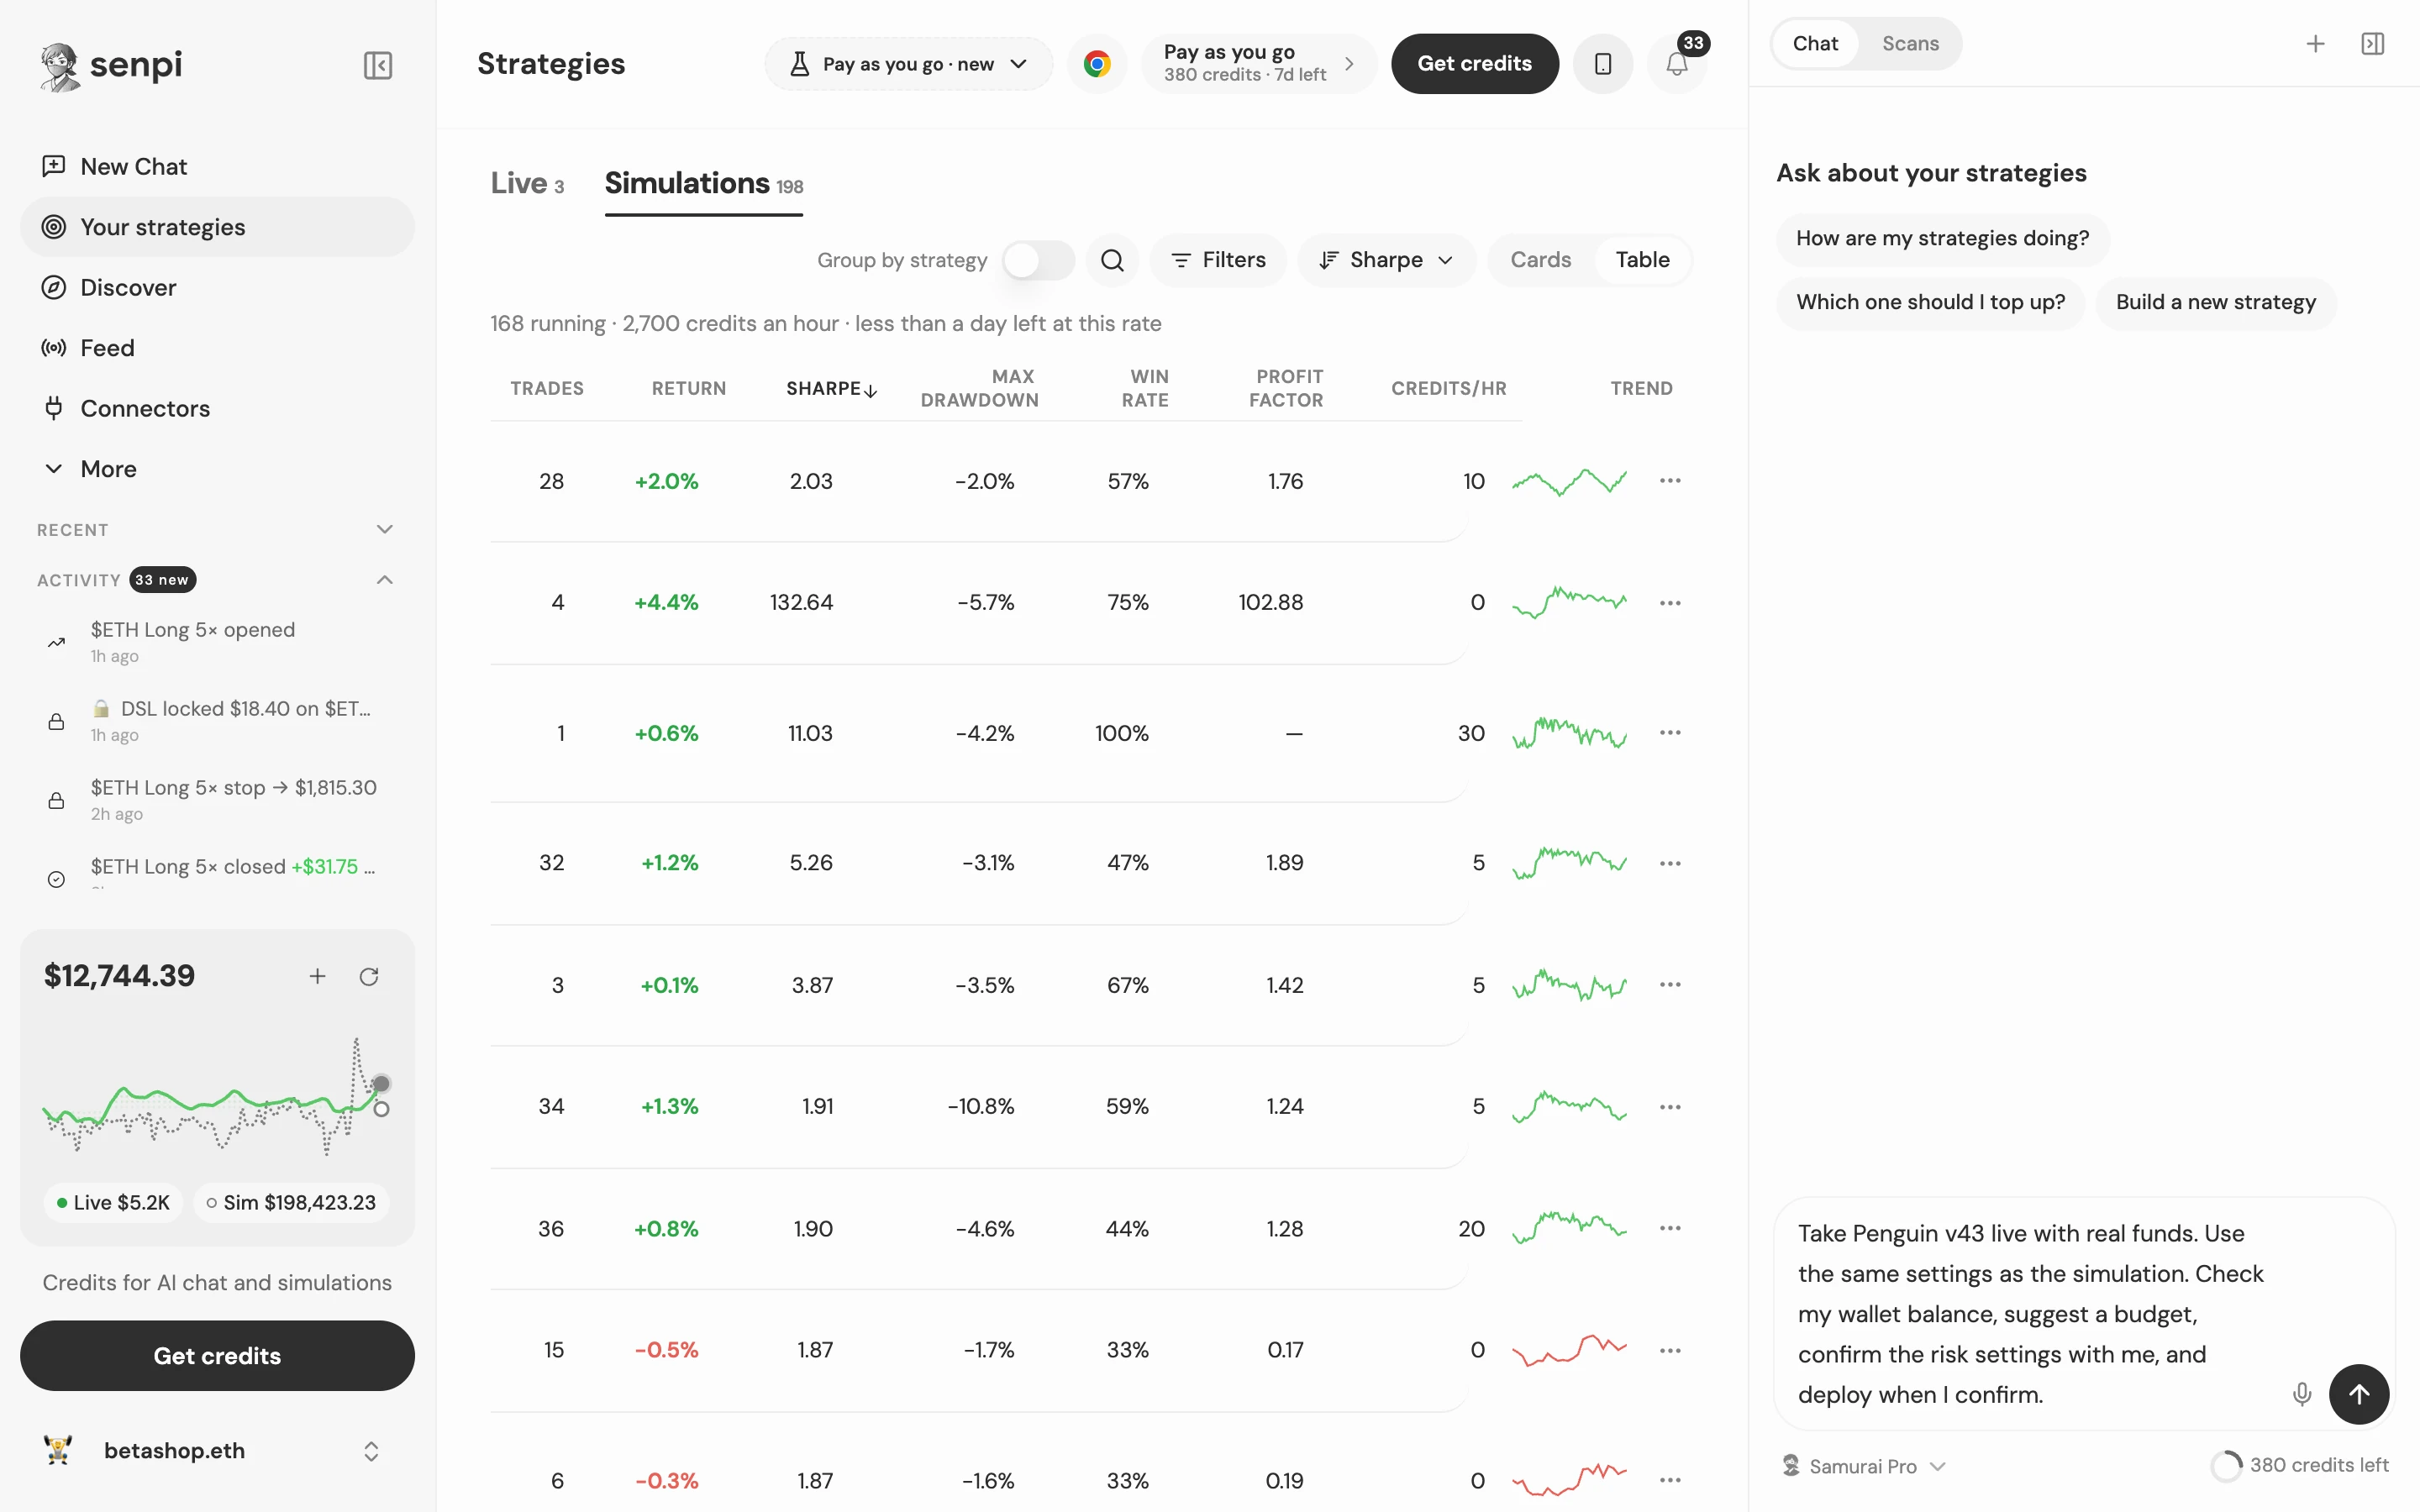 senpi
New Chat
Your strategies
Discover
Feed
Connectors
More
RECENT
ACTIVITY 33 new
$ETH Long 5× opened
1h ago
DSL locked $18.40 on $ET...
1h ago
$ETH Long 5× stop → $1,815.30
2h ago
$ETH Long 5× closed +$31.75 ...
$12,744.39
Live $5.2K
Sim $198,423.23
Credits for AI chat and simulations
Get credits
betashop.eth
Strategies
Pay as you go · new
Pay as you go
380 credits · 7d left
Get credits
33
Live 3
Simulations 198
Group by strategy
Filters
Sharpe
Cards
Table
168 running · 2,700 credits an hour · less than a day left at this rate
TRADES RETURN SHARPE↓ MAX DRAWDOWN WIN RATE PROFIT FACTOR CREDITS/HR TREND
28 +2.0% 2.03 -2.0% 57% 1.76 10
4 +4.4% 132.64 -5.7% 75% 102.88 0
1 +0.6% 11.03 -4.2% 100% — 30
32 +1.2% 5.26 -3.1% 47% 1.89 5
3 +0.1% 3.87 -3.5% 67% 1.42 5
34 +1.3% 1.91 -10.8% 59% 1.24 5
36 +0.8% 1.90 -4.6% 44% 1.28 20
15 -0.5% 1.87 -1.7% 33% 0.17 0
6 -0.3% 1.87 -1.6% 33% 0.19 0
Chat
Scans
Ask about your strategies
How are my strategies doing?
Which one should I top up?
Build a new strategy
Take Penguin v43 live with real funds. Use
the same settings as the simulation. Check
my wallet balance, suggest a budget,
confirm the risk settings with me, and
deploy when I confirm.
Samurai Pro
380 credits left